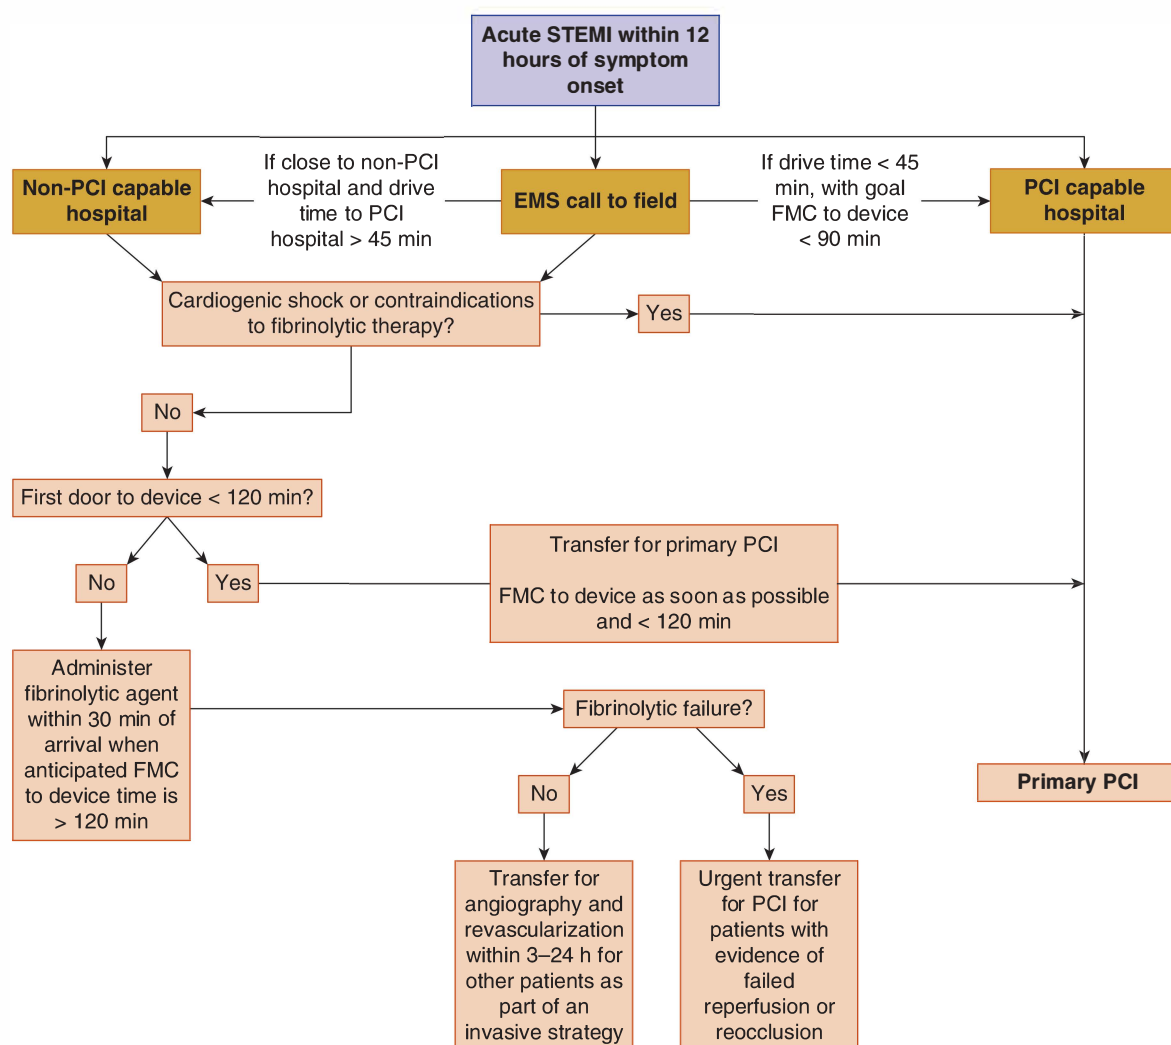 Acute STEMI within 12
hours of symptom
onset
Non-PCI capable
hospital
If close to non-PCI
hospital and drive
time to PCI
hospital > 45 min
EMS call to field
If drive time < 45
min, with goal
FMC to device
< 90 min
PCI capable
hospital
Cardiogenic shock or contraindications
to fibrinolytic therapy?
Yes
No
First door to device < 120 min?
No
Yes
Transfer for primary PCI
FMC to device as soon as possible
and < 120 min
Administer
fibrinolytic agent
within 30 min of
arrival when
anticipated FMC
to device time is
> 120 min
Fibrinolytic failure?
No
Yes
Primary PCI
Transfer for
angiography and
revascularization
within 3–24 h for
other patients as
part of an
invasive strategy
Urgent transfer
for PCI for
patients with
evidence of
failed
reperfusion or
reocclusion